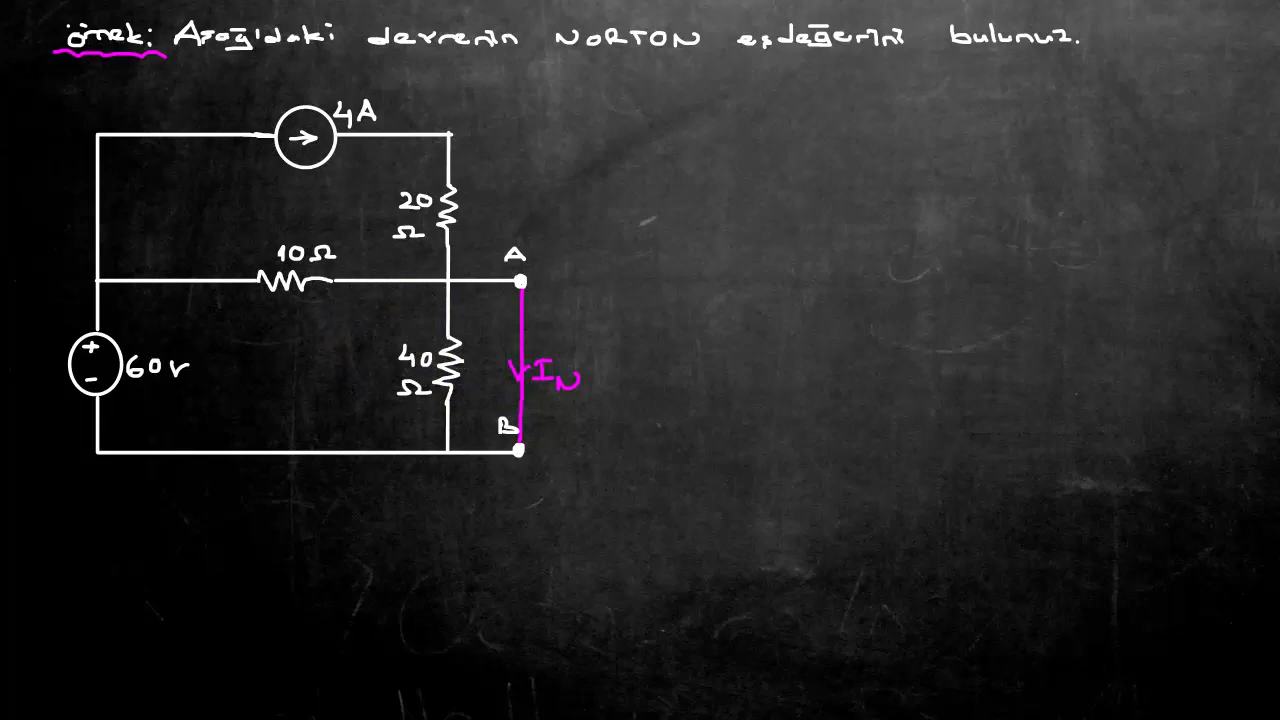 örnek: Aşağıdaki devrenin NORTON eşdeğerini bulunuz.
4A
20
Ω
10Ω
A
+
-
60V
40
Ω
IN
B